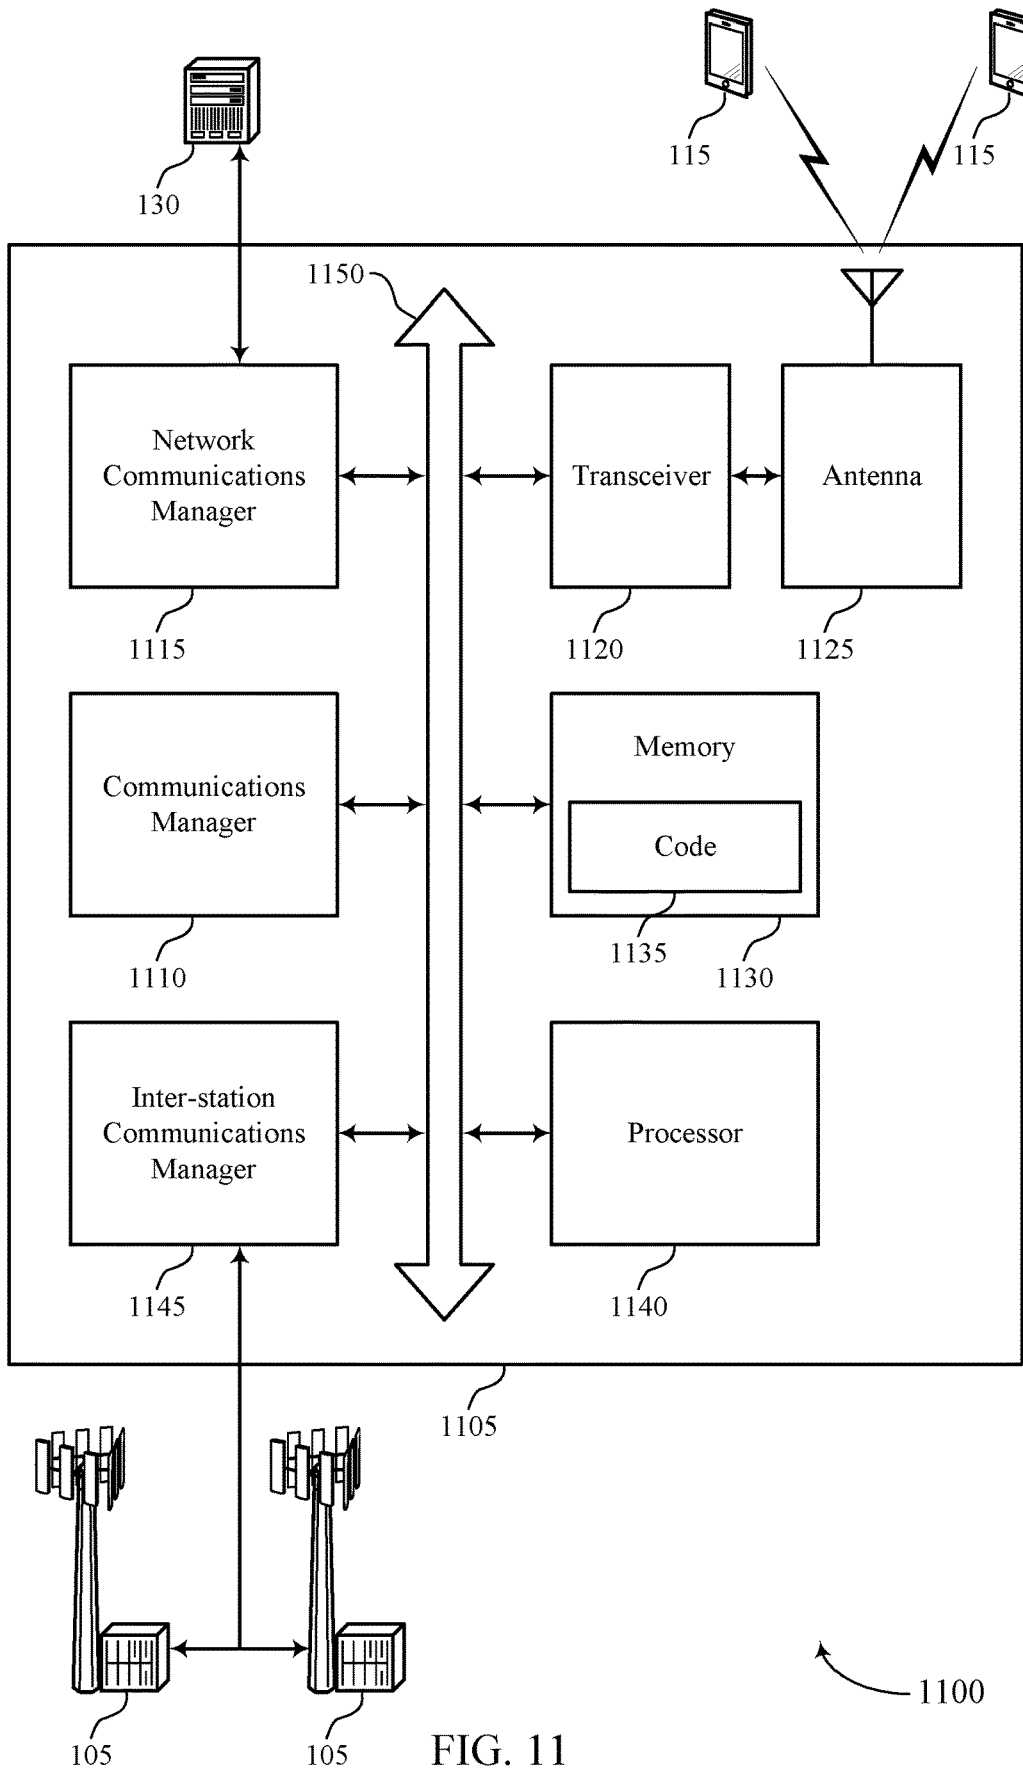 115
115
130
1150
Network
Communications
Manager
Transceiver
Antenna
1115
1120
1125
Communications
Manager
Memory
Code
1135
1110
1130
Inter-station
Communications
Manager
Processor
1145
1140
1105
1100
105
105
FIG. 11